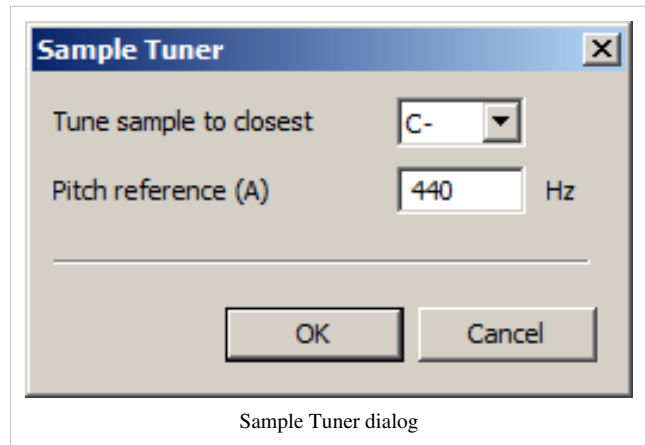 Sample Tuner
Tune sample to closest C-
Pitch reference (A) 440 Hz
OK Cancel
Sample Tuner dialog